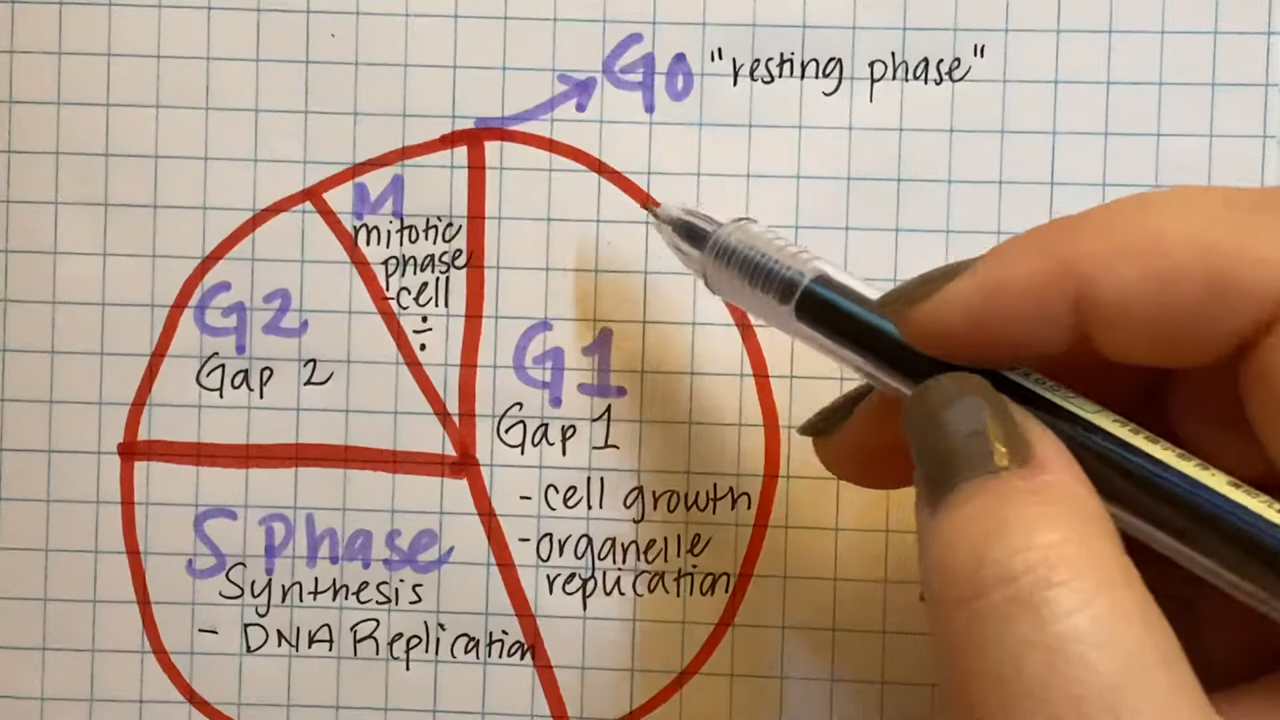 G0 "resting phase"
M
mitotic
phase
-cell
÷
G2
Gap 2
G1
Gap 1
- cell growth
- organelle
replication
S phase
Synthesis
- DNA Replication